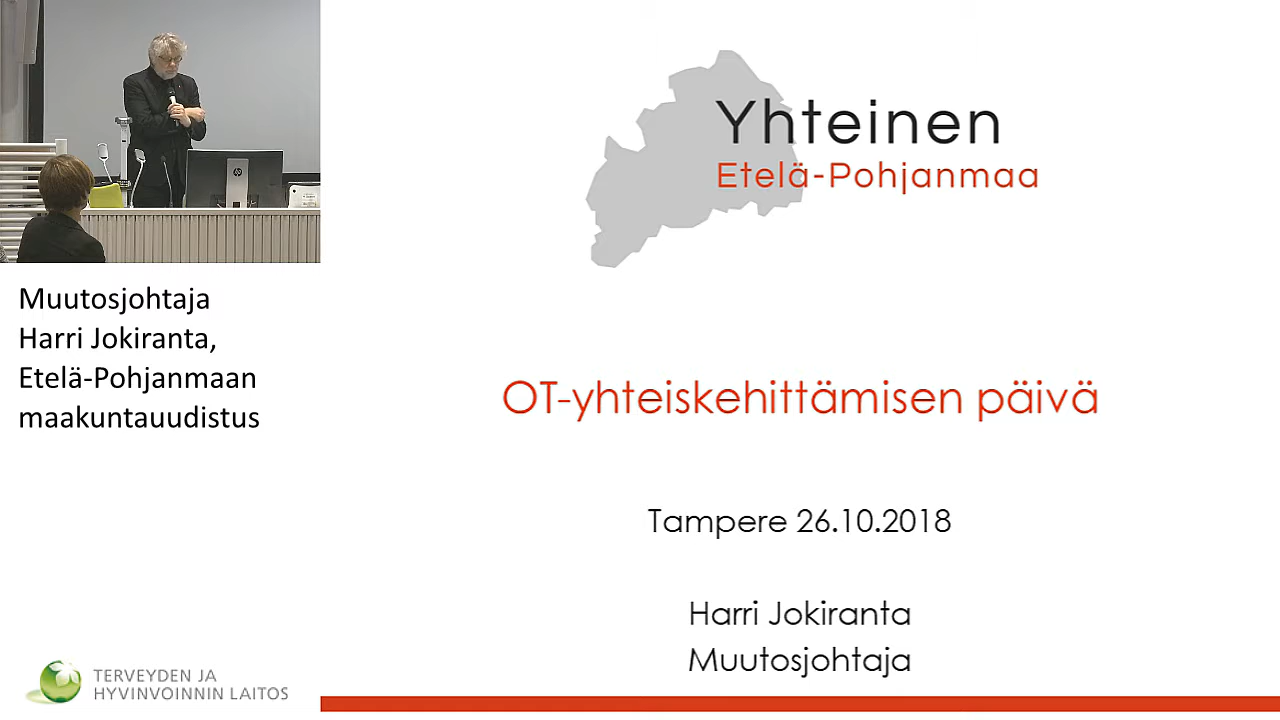 Muutosjohtaja
Harri Jokiranta,
Etelä-Pohjanmaan
maakuntauudistus
TERVEYDEN JA
HYVINVOINNIN LAITOS
Yhteinen
Etelä-Pohjanmaa
OT-yhteiskehittämisen päivä
Tampere 26.10.2018
Harri Jokiranta
Muutosjohtaja